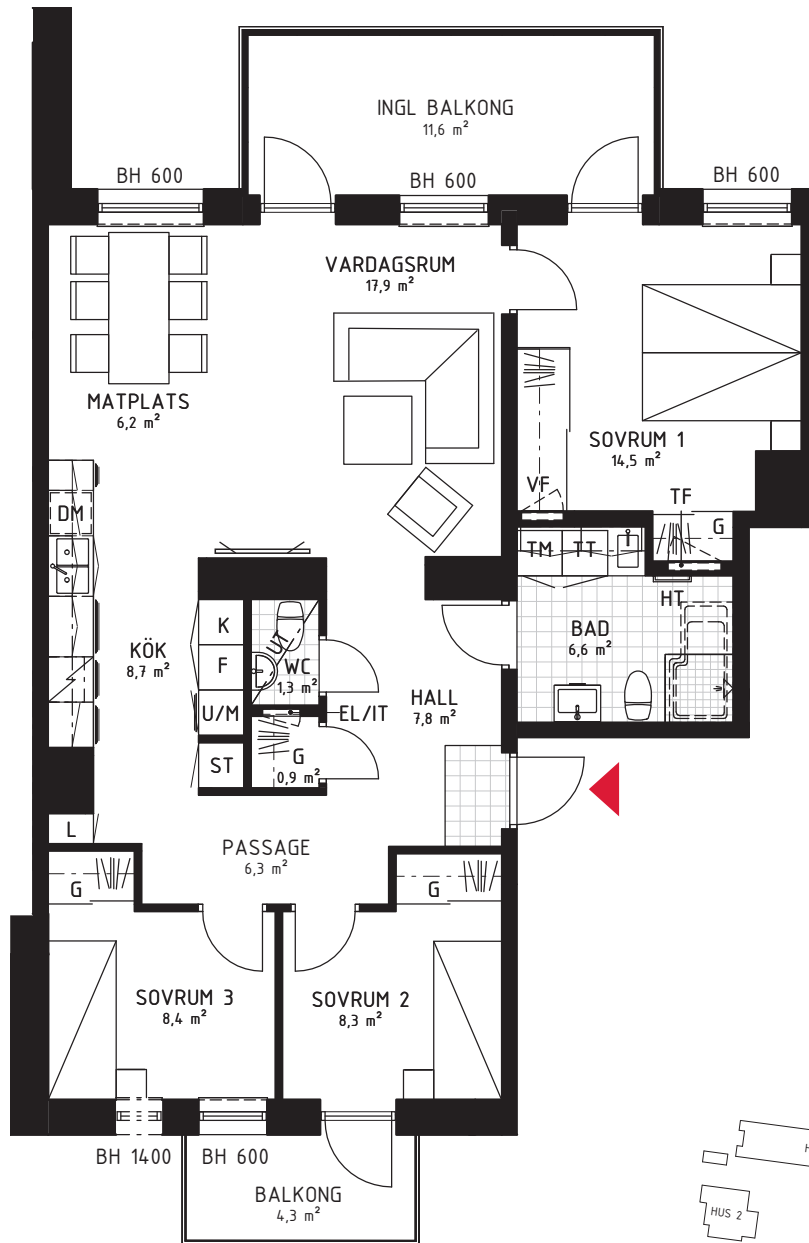 INGL BALKONG
11,6 m²
BH 600
BH 600
BH 600
VARDAGSRUM
17,9 m²
MATPLATS
6,2 m²
SOVRUM 1
14,5 m²
VF
TF
G
DM
TM
TT
HT
KÖK
8,7 m²
K
F
U/M
ST
UT
WC
1,3 m²
BAD
6,6 m²
HALL
7,8 m²
EL/IT
G
0,9 m²
L
PASSAGE
6,3 m²
G
G
SOVRUM 3
8,4 m²
SOVRUM 2
8,3 m²
BH 1400
BH 600
BALKONG
4,3 m²
HUS 2